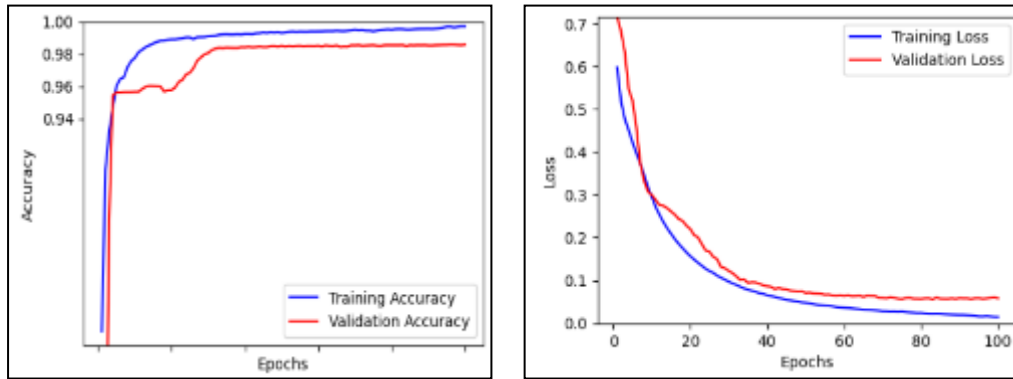 1.00
0.98
0.96
0.94
Accuracy
Training Accuracy
Validation Accuracy
Epochs
0.7
0.6
0.5
0.4
0.3
0.2
0.1
0.0
Loss
Training Loss
Validation Loss
0 20 40 60 80 100
Epochs